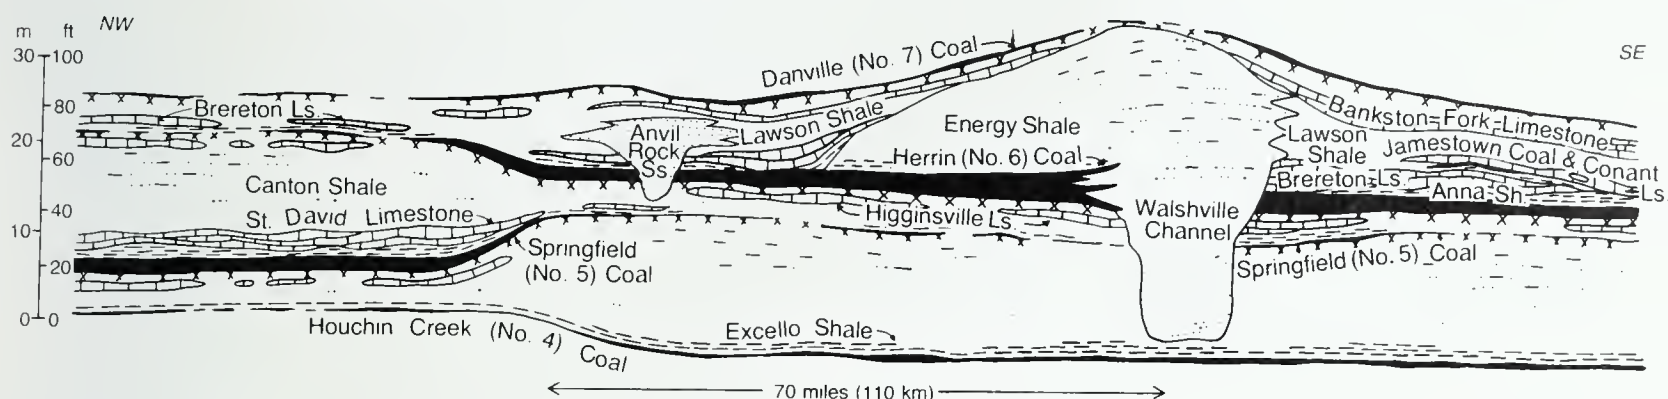 NW
m ft
30 100
80
20
60
40
10
20
0 0
SE
Danville (No. 7) Coal
Brereton Ls.
Anvil
Rock
Ss.
Lawson Shale
Energy Shale
Herrin (No. 6) Coal
Bankston-Fork-Limestone
Lawson
Shale
Jamestown Coal & Conant
Ls.
Brereton-Ls
Anna-Sh.
Canton Shale
St. David Limestone
Higginsville Ls.
Walshville
Channel
Springfield
(No. 5) Coal
Springfield (No. 5) Coal
Houchin Creek (No. 4)
Coal
Excello Shale
70 miles (110 km)